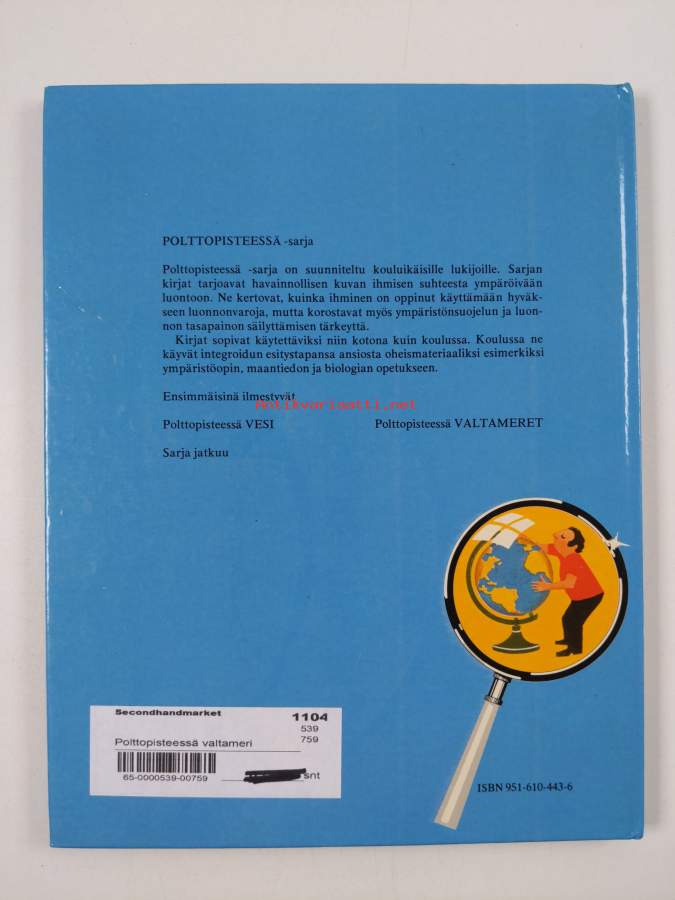 POLTTOPISTEESSÄ -sarja
Polttopisteessä -sarja on suunniteltu kouluikäisille lukijoille. Sarjan
kirjat tarjoavat havainnollisen kuvan ihmisen suhteesta ympäröivään
luontoon. Ne kertovat, kuinka ihminen on oppinut käyttämään hyväk-
seen luonnonvaroja, mutta korostavat myös ympäristönsuojelun ja luon-
non tasapainon säilyttämisen tärkeyttä.
Kirjat sopivat käytettäviksi niin kotona kuin koulussa. Koulussa ne
käyvät integroidun esitystapansa ansiosta oheismateriaaliksi esimerkiksi
ympäristöopin, maantiedon ja biologian opetukseen.
Ensimmäisinä ilmestyvät
Antikvariaatti.net
Polttopisteessä VESI Polttopisteessä VALTAMERET
Sarja jatkuu
Secondhandmarket 1104
539
Polttopisteessä valtameri 759
65-0000539-00759 snt
ISBN 951-610-443-6